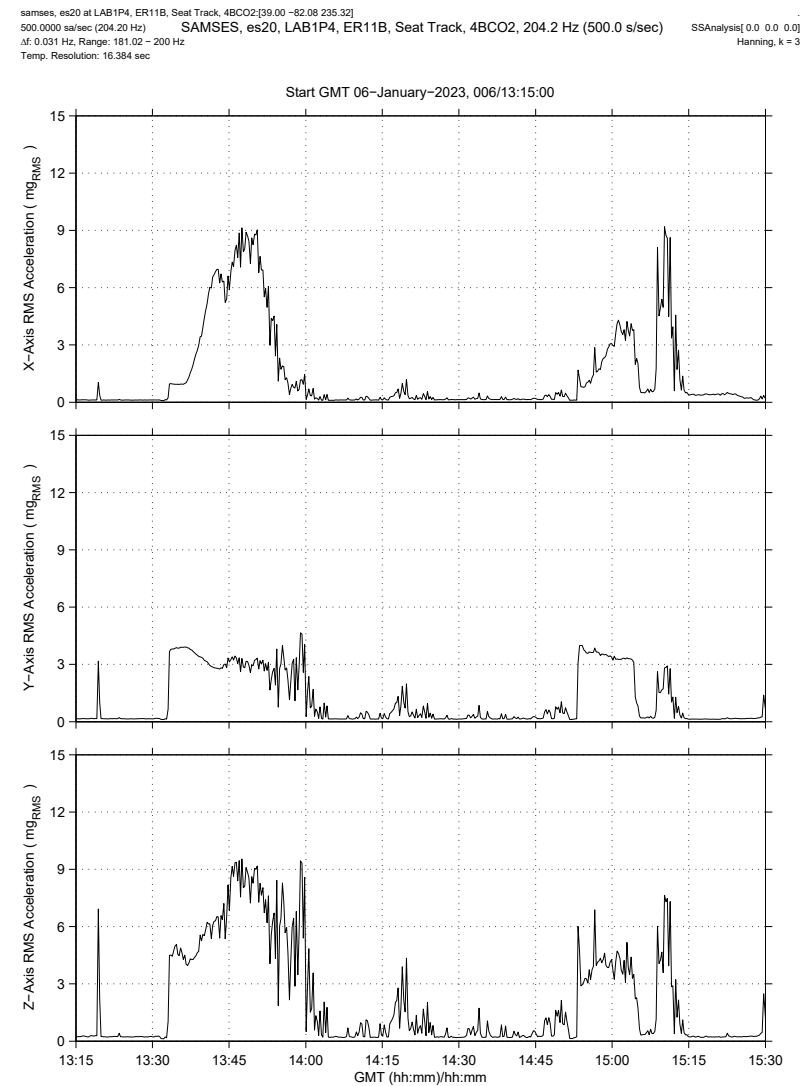 samses, es20 at LAB1P4, ER11B, Seat Track, 4BCO2:[39.00 −82.08 235.32]
500.0000 sa/sec (204.20 Hz)
Δf: 0.031 Hz, Range: 181.02 − 200 Hz
Temp. Resolution: 16.384 sec
SAMSES, es20, LAB1P4, ER11B, Seat Track, 4BCO2, 204.2 Hz (500.0 s/sec)
SSAnalysis[ 0.0 0.0 0.0]
Hanning, k = 3
Start GMT 06−January−2023, 006/13:15:00
X−Axis RMS Acceleration ( mgRMS )
15
12
9
6
3
0
Y−Axis RMS Acceleration ( mgRMS )
15
12
9
6
3
0
Z−Axis RMS Acceleration ( mgRMS )
15
12
9
6
3
0
13:15 13:30 13:45 14:00 14:15 14:30 14:45 15:00 15:15 15:30
GMT (hh:mm)/hh:mm